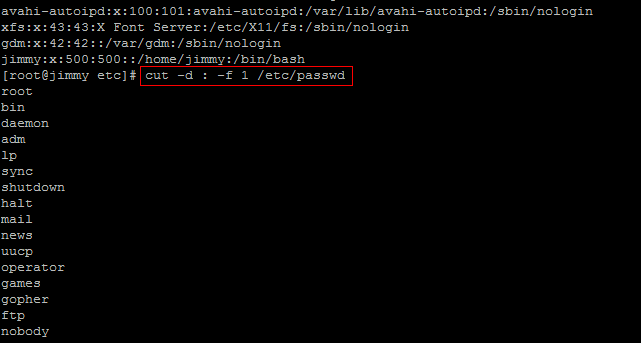 avahi-autoipd:x:100:101:avahi-autoipd:/var/lib/avahi-autoipd:/sbin/nologin
xfs:x:43:43:X Font Server:/etc/X11/fs:/sbin/nologin
gdm:x:42:42::/var/gdm:/sbin/nologin
jimmy:x:500:500::/home/jimmy:/bin/bash
[root@jimmy etc]# cut -d : -f 1 /etc/passwd
root
bin
daemon
adm
lp
sync
shutdown
halt
mail
news
uucp
operator
games
gopher
ftp
nobody